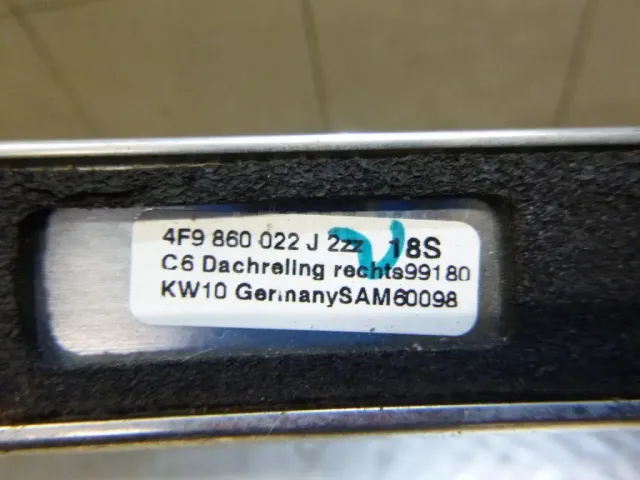 4F9 860 022 J 2zz 18S
C6 Dachreling rechts99180
KW10 GermanySAM60098